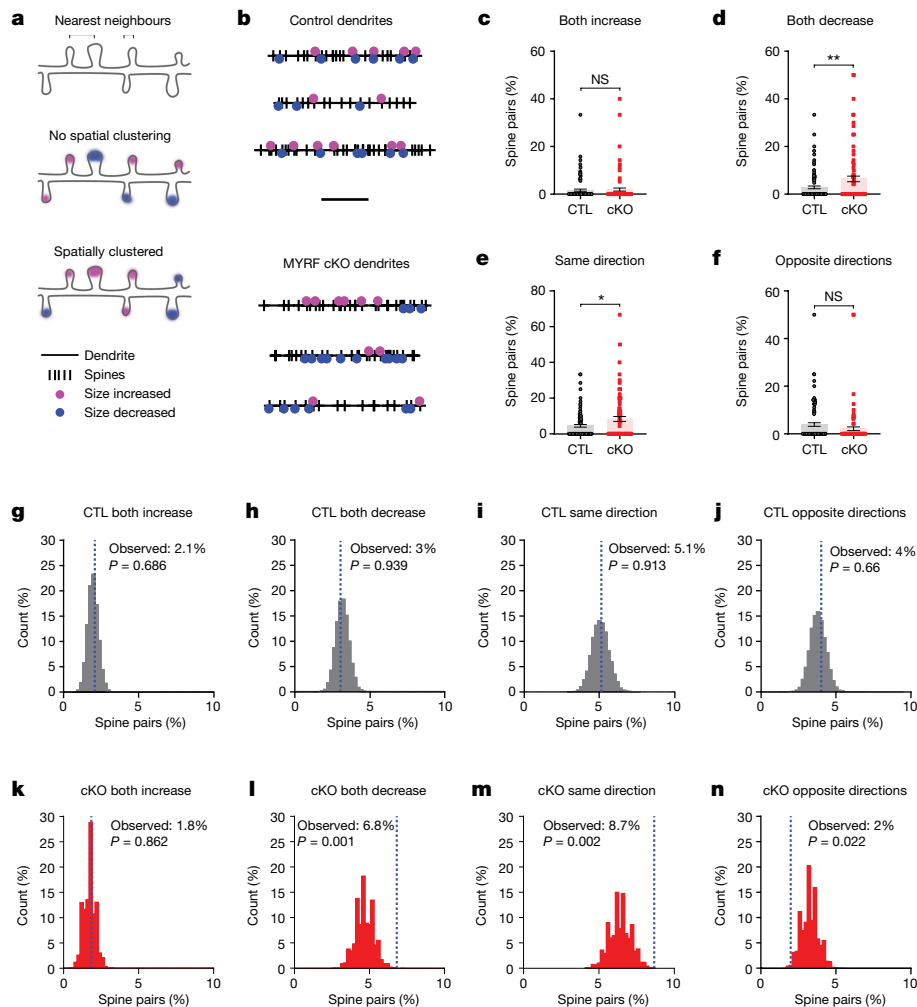 a
Nearest neighbours
No spatial clustering
Spatially clustered
Dendrite
Spines
Size increased
Size decreased
b
Control dendrites
MYRF cKO dendrites
c
Both increase
60
40
20
0
Spine pairs (%)
NS
CTL
cKO
d
Both decrease
60
40
20
0
Spine pairs (%)
**
CTL
cKO
e
Same direction
80
60
40
20
0
Spine pairs (%)
*
CTL
cKO
f
Opposite directions
60
40
20
0
Spine pairs (%)
NS
CTL
cKO
g
CTL both increase
30
25
20
15
10
5
0
Count (%)
Observed: 2.1%
P = 0.686
0
5
10
Spine pairs (%)
h
CTL both decrease
30
25
20
15
10
5
0
Count (%)
Observed: 3%
P = 0.939
0
5
10
Spine pairs (%)
i
CTL same direction
30
25
20
15
10
5
0
Count (%)
Observed: 5.1%
P = 0.913
0
5
10
Spine pairs (%)
j
CTL opposite directions
30
25
20
15
10
5
0
Count (%)
Observed: 4%
P = 0.66
0
5
10
Spine pairs (%)
k
cKO both increase
30
25
20
15
10
5
0
Count (%)
Observed: 1.8%
P = 0.862
0
5
10
Spine pairs (%)
l
cKO both decrease
30
25
20
15
10
5
0
Count (%)
Observed: 6.8%
P = 0.001
0
5
10
Spine pairs (%)
m
cKO same direction
30
25
20
15
10
5
0
Count (%)
Observed: 8.7%
P = 0.002
0
5
10
Spine pairs (%)
n
cKO opposite directions
30
25
20
15
10
5
0
Count (%)
Observed: 2%
P = 0.022
0
5
10
Spine pairs (%)